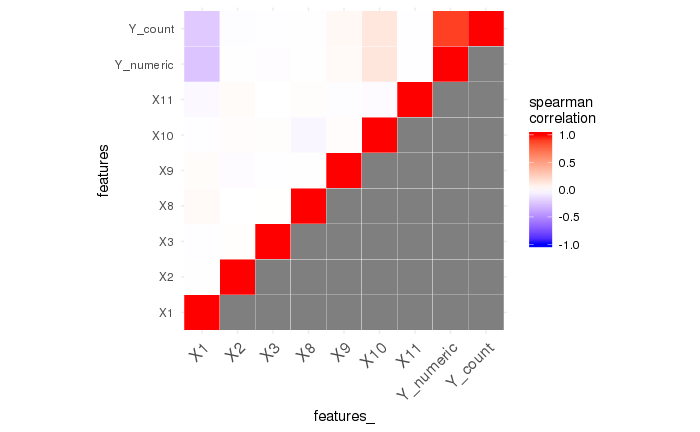 Y_count
Y_numeric
X11
X10
X9
X8
X3
X2
X1
features
X1
X2
X3
X8
X9
X10
X11
Y_numeric
Y_count
features_
spearman
correlation
1.0
0.5
0.0
-0.5
-1.0